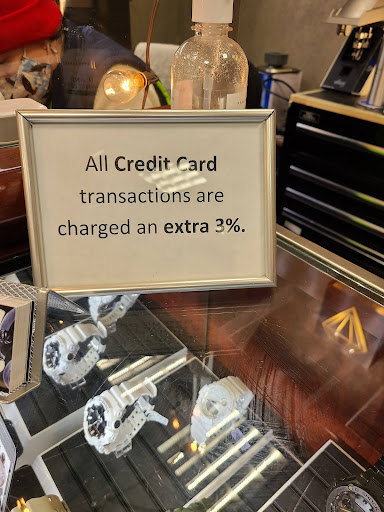 All Credit Card
transactions are
charged an extra 3%.